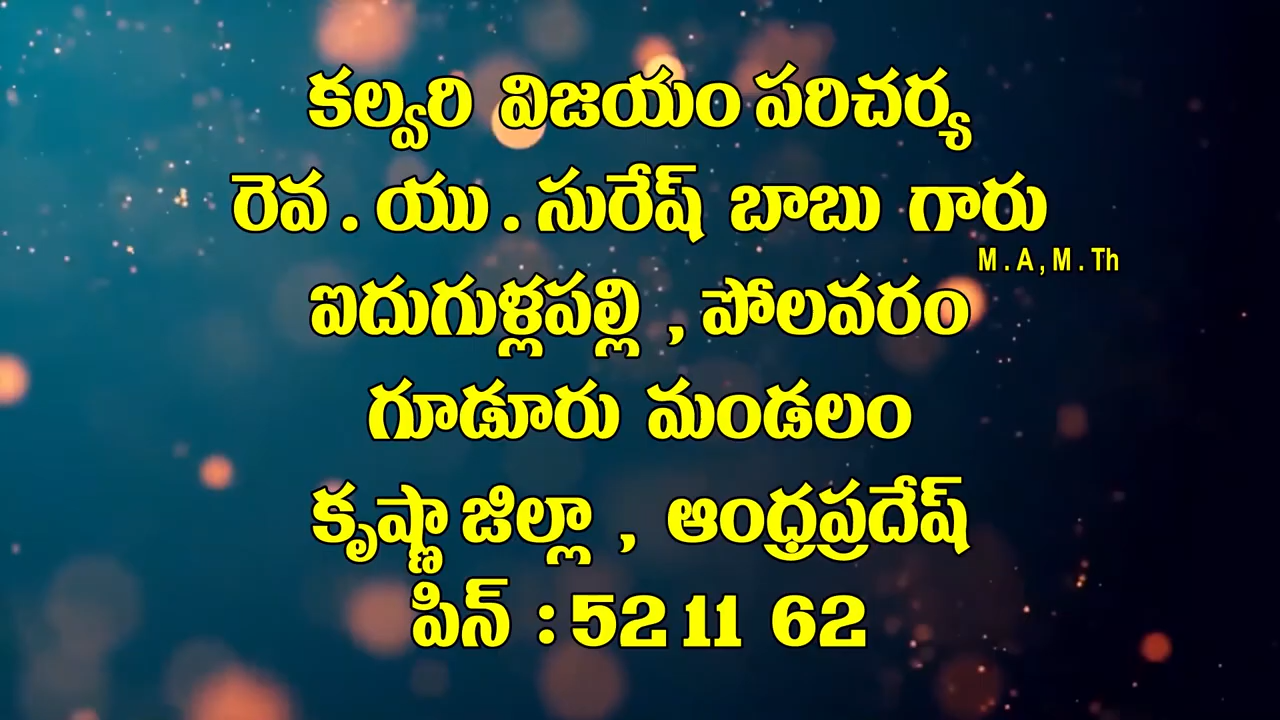 కల్వరి విజయం పరిచర్య
రెవ . యు . సురేష్ బాబు గారు
M . A , M . Th
ఐదుగుళ్లపల్లి , పోలవరం
గూడూరు మండలం
కృష్ణా జిల్లా , ఆంధ్రప్రదేష్
పిన్ : 52 11 62